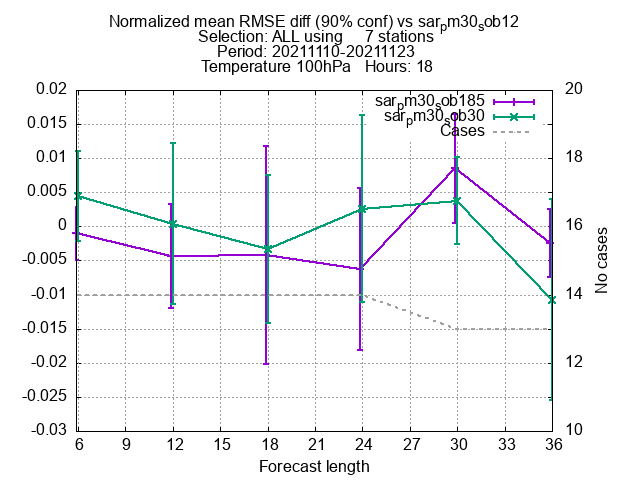 Normalized mean RMSE diff (90% conf) vs sarpm30sob12
Selection: ALL using 7 stations
Period: 20211110-20211123
Temperature 100hPa Hours: 18
sarpm30sob185
sarpm30sob30
Cases
0.02
0.015
0.01
0.005
0
-0.005
-0.01
-0.015
-0.02
-0.025
-0.03
20
18
16
14
12
10
No cases
6 9 12 15 18 21 24 27 30 33 36
Forecast length